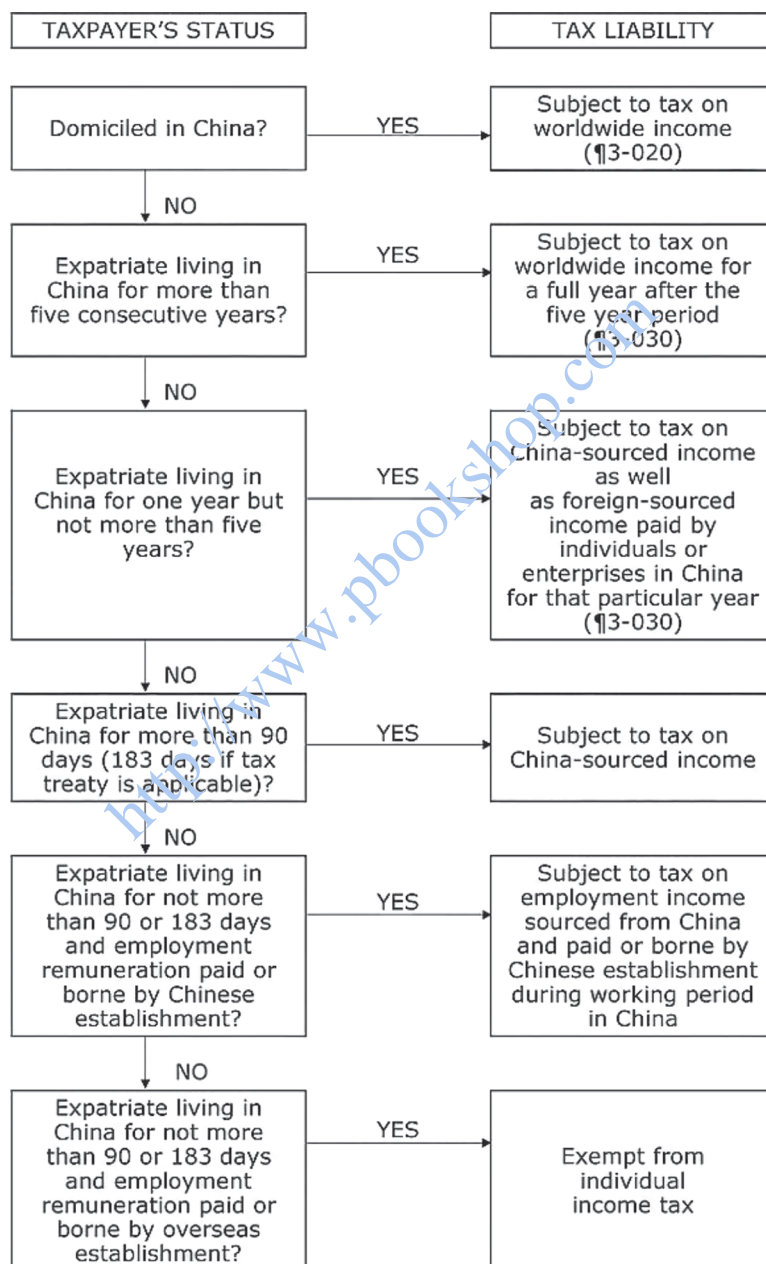 TAXPAYER'S STATUS
TAX LIABILITY
Domiciled in China?
YES
Subject to tax on
worldwide income
(¶3-020)
NO
Expatriate living in
China for more than
five consecutive years?
YES
Subject to tax on
worldwide income for
a full year after the
five year period
(¶3-030)
NO
Expatriate living in
China for one year but
not more than five
years?
YES
Subject to tax on
China-sourced income
as well
as foreign-sourced
income paid by
individuals or
enterprises in China
for that particular year
(¶3-030)
NO
Expatriate living in
China for more than 90
days (183 days if tax
treaty is applicable)?
YES
Subject to tax on
China-sourced income
NO
Expatriate living in
China for not more
than 90 or 183 days
and employment
remuneration paid or
borne by Chinese
establishment?
YES
Subject to tax on
employment income
sourced from China
and paid or borne by
Chinese establishment
during working period
in China
NO
Expatriate living in
China for not more
than 90 or 183 days
and employment
remuneration paid or
borne by overseas
establishment?
YES
Exempt from
individual
income tax
http://www.pbookshop.com